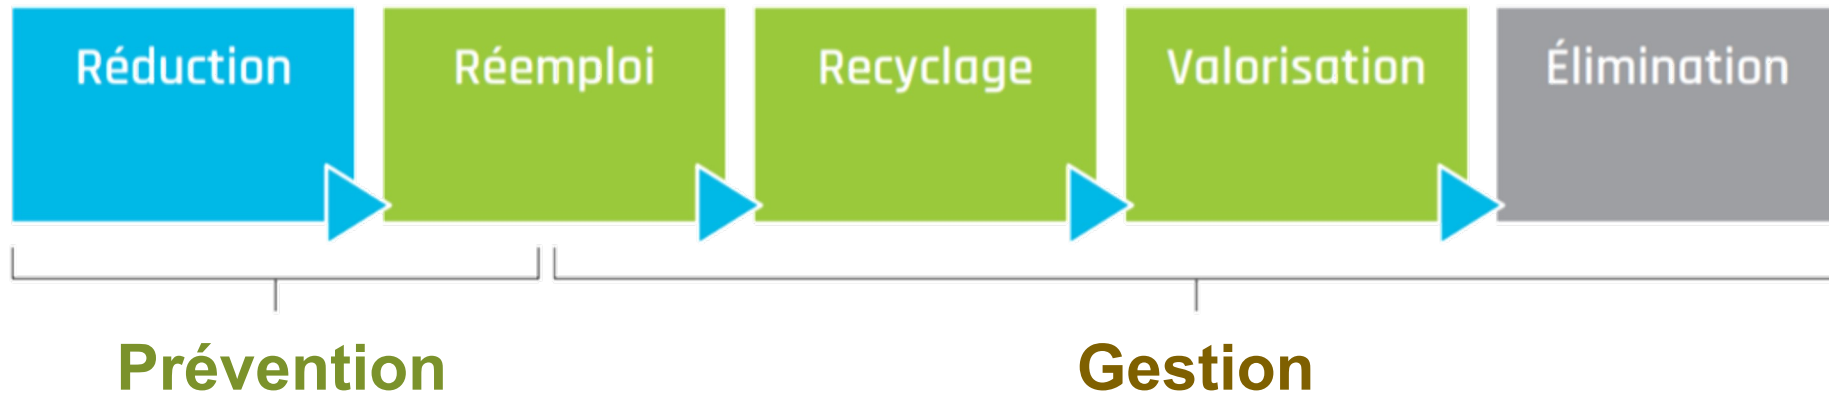 Réduction Réemploi Recyclage Valorisation Élimination
Prévention Gestion